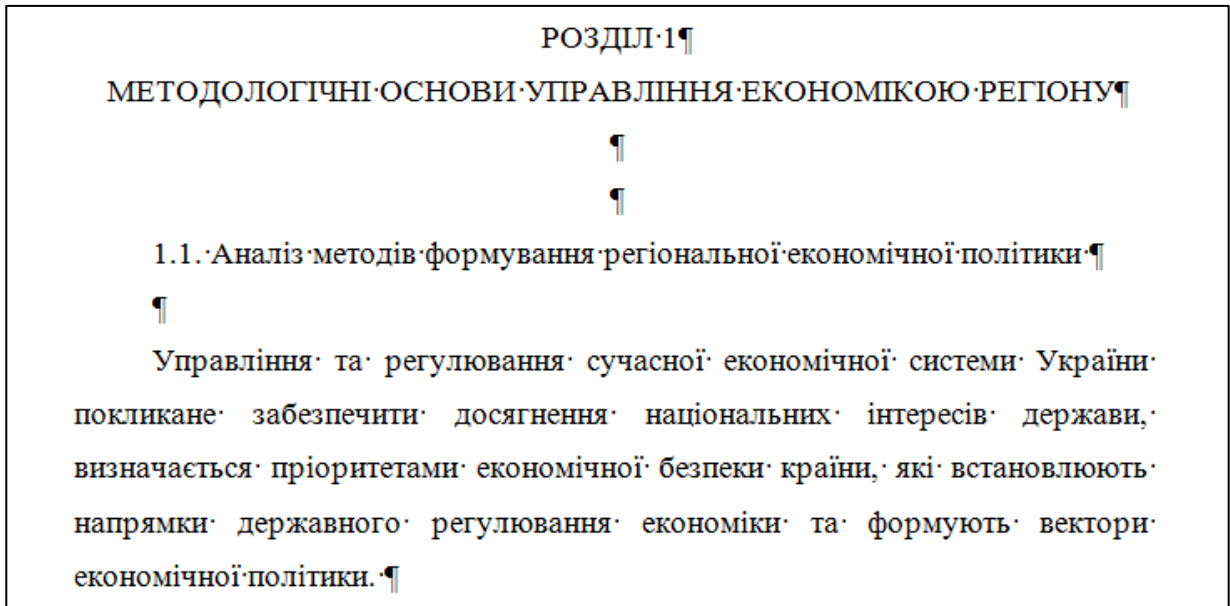 РОЗДІЛ·1¶
МЕТОДОЛОГІЧНІ·ОСНОВИ·УПРАВЛІННЯ·ЕКОНОМІКОЮ·РЕГІОНУ¶
¶
¶
1.1.·Аналіз·методів·формування·регіональної·економічної·політики·¶
¶
Управління· та· регулювання· сучасної· економічної· системи· України·
покликане· забезпечити· досягнення· національних· інтересів· держави,·
визначається· пріоритетами· економічної· безпеки· країни,· які· встановлюють·
напрямки· державного· регулювання· економіки· та· формують· вектори·
економічної·політики.·¶